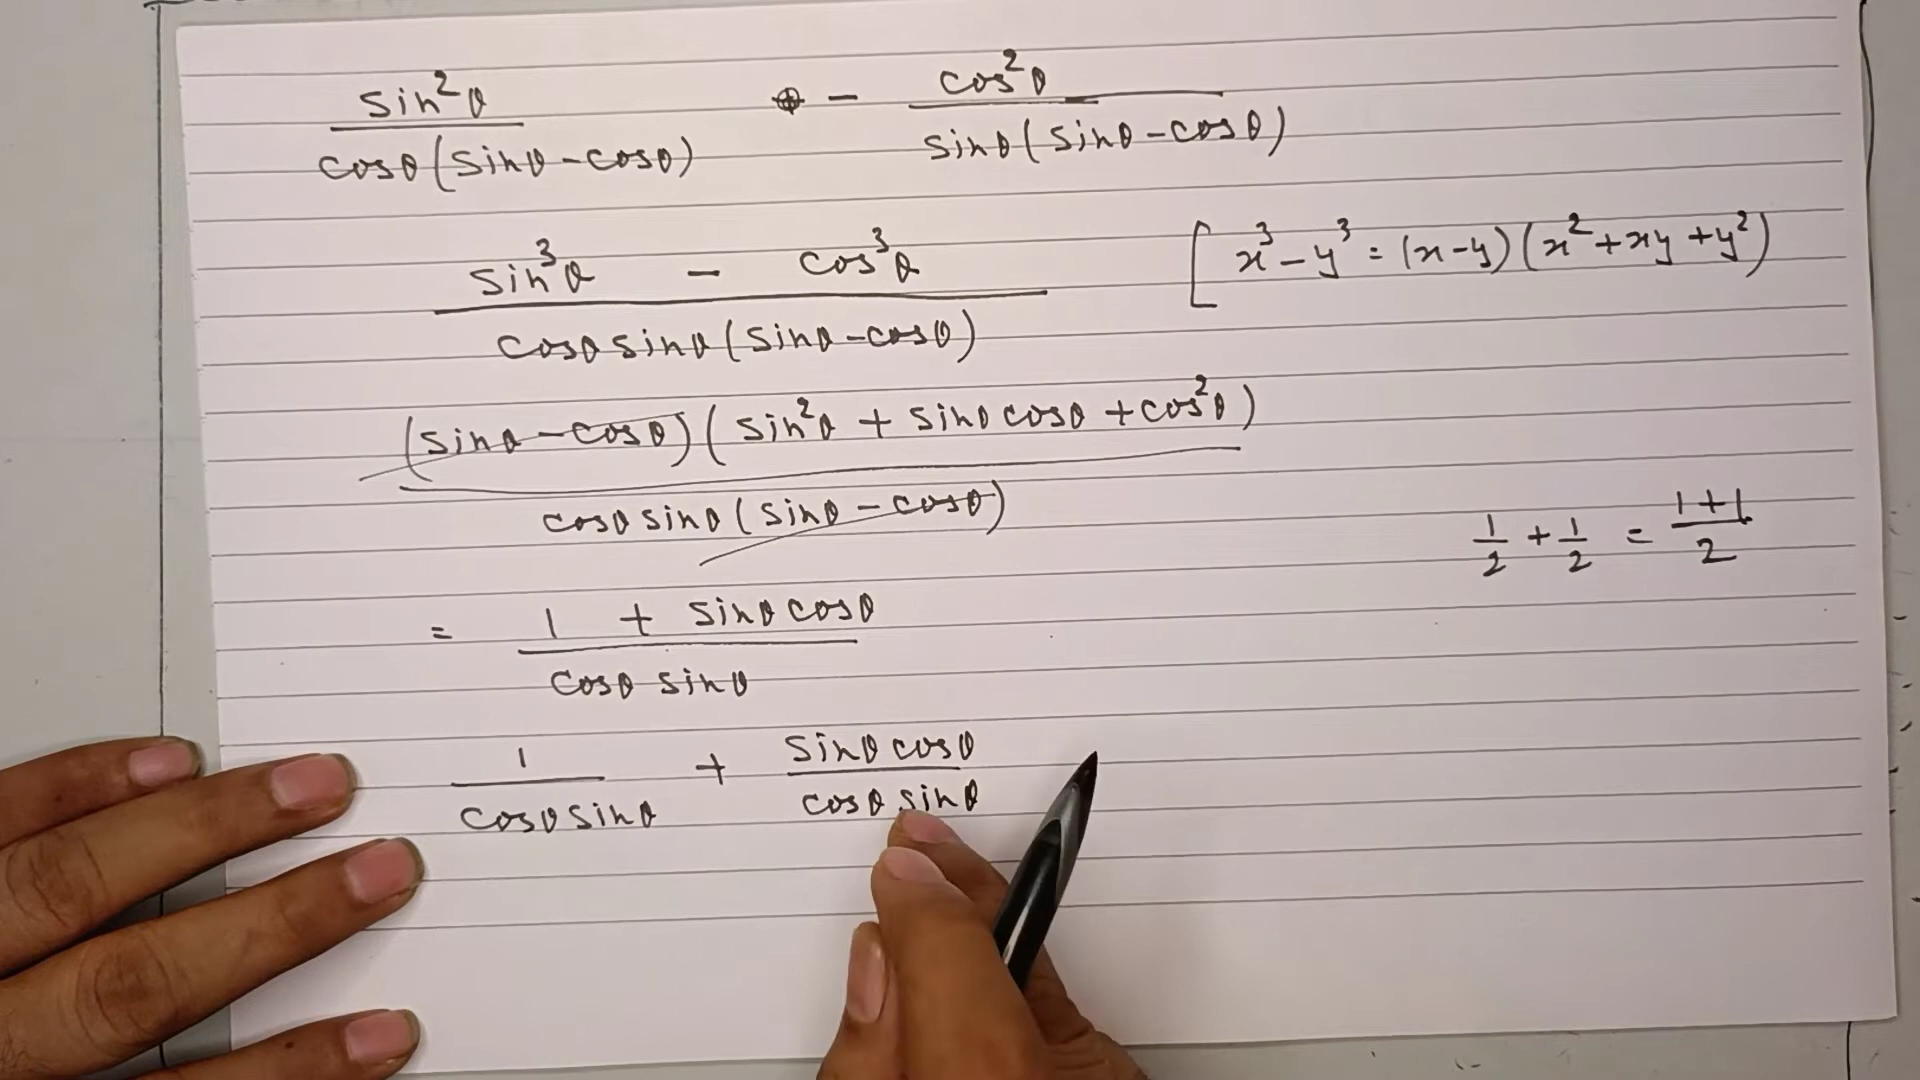 sin²θ / cosθ(sinθ-cosθ) - cos²θ / sinθ(sinθ-cosθ)
sin³θ - cos³θ / cosθ sinθ(sinθ-cosθ)
[ x³-y³ = (x-y)(x²+xy+y²)
(sinθ-cosθ)(sin²θ + sinθ cosθ + cos²θ) / cosθ sinθ(sinθ-cosθ)
1/2 + 1/2 = 1+1/2
= 1 + sinθ cosθ / cosθ sinθ
1 / cosθ sinθ + sinθ cosθ / cosθ sinθ